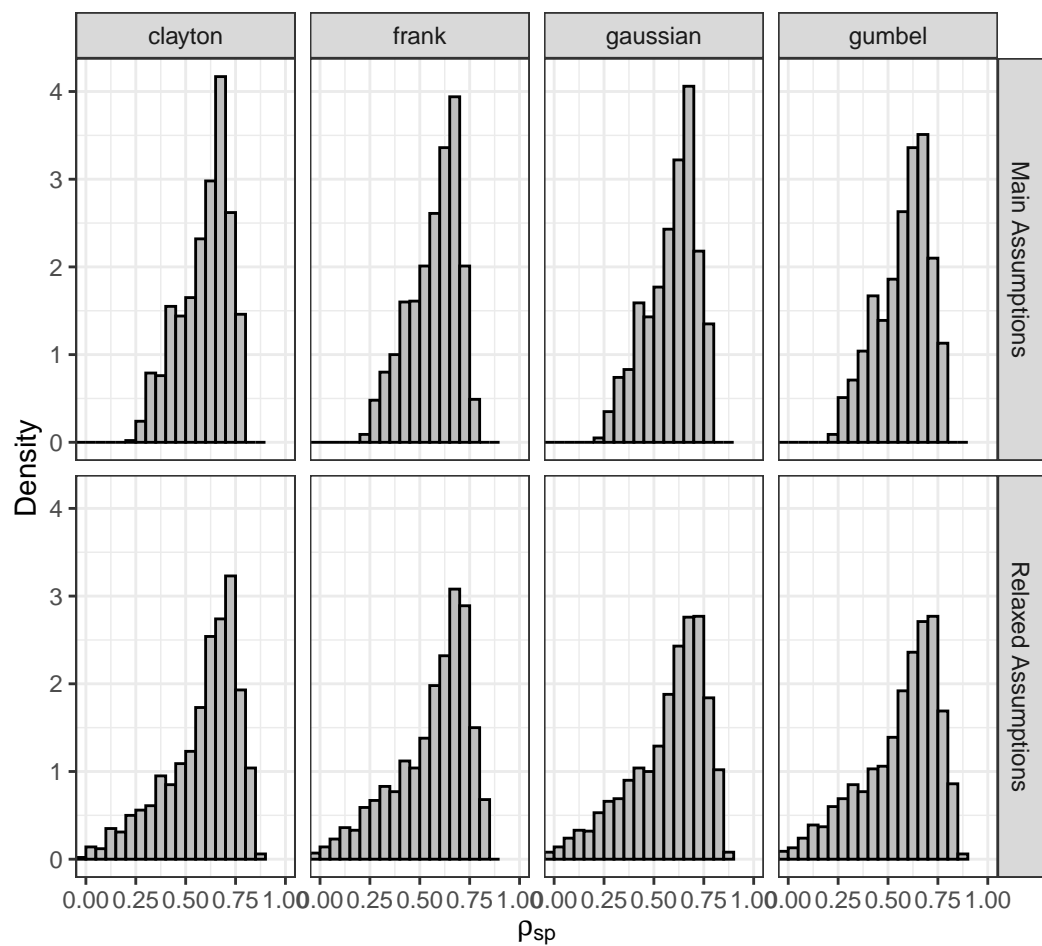 clayton frank gaussian gumbel
Main Assumptions
4
3
2
1
0
Density
Relaxed Assumptions
4
3
2
1
0
0.00 0.25 0.50 0.75 1.00 0.00 0.25 0.50 0.75 1.00 0.00 0.25 0.50 0.75 1.00 0.00 0.25 0.50 0.75 1.00
ρsp